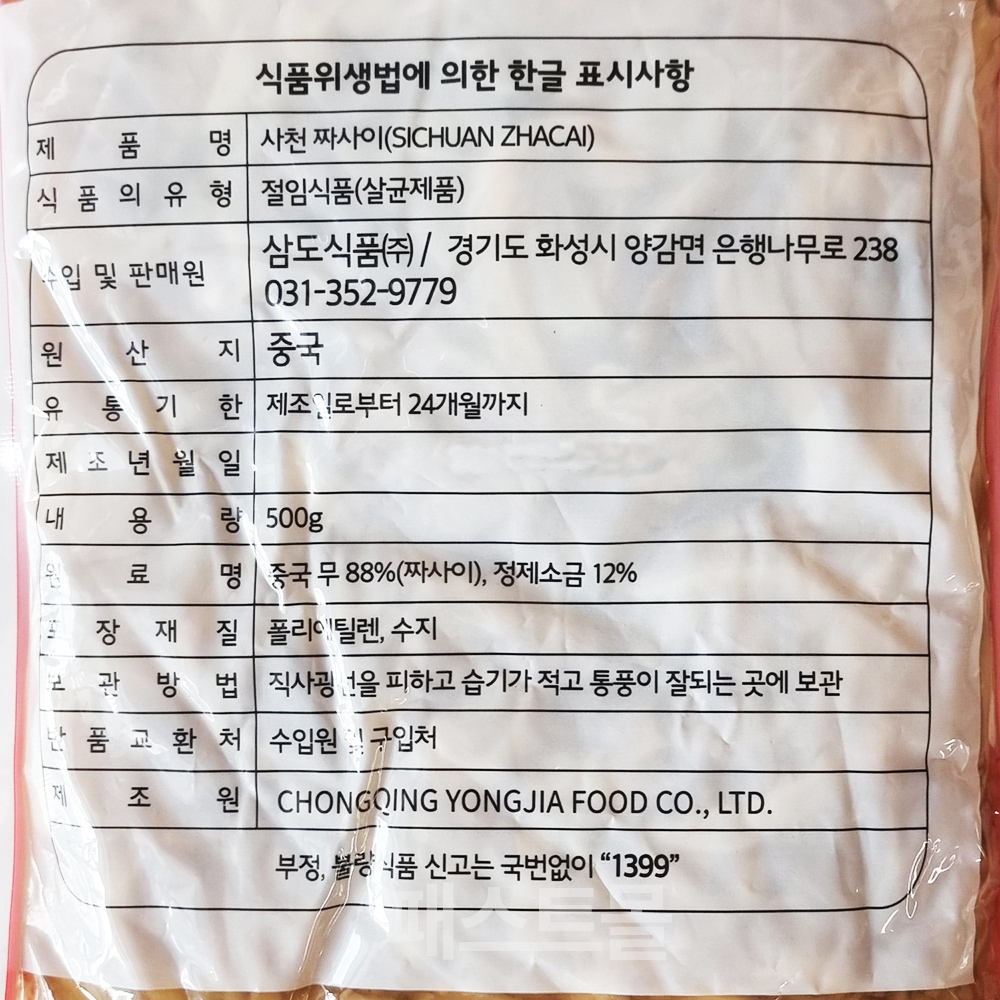 식품위생법에 의한 한글 표시사항
제 품 명 사천 짜사이(SICHUAN ZHACAI)
식 품 의 유 형 절임식품(살균제품)
수입 및 판매원 삼도식품㈜ / 경기도 화성시 양감면 은행나무로 238
031-352-9779
원 산 지 중국
유 통 기 한 제조일로부터 24개월까지
제 조 년 월 일
내 용 량 500g
원 료 명 중국 무 88%(짜사이), 정제소금 12%
포 장 재 질 폴리에틸렌, 수지
보 관 방 법 직사광선을 피하고 습기가 적고 통풍이 잘되는 곳에 보관
반 품 교 환 처 수입원 및 구입처
제 조 원 CHONGQING YONGJIA FOOD CO., LTD.
부정, 불량식품 신고는 국번없이 “1399”
패스트몰